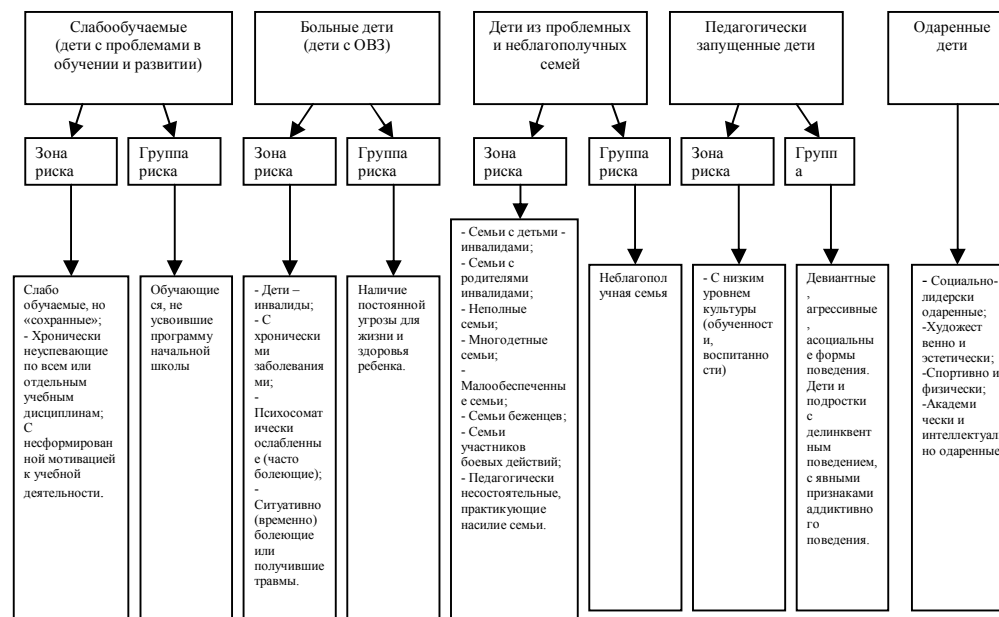 Слабообучаемые
(дети с проблемами в
обучении и развитии)
Больные дети
(дети с ОВЗ)
Дети из проблемных
и неблагополучных
семей
Педагогически
запущенные дети
Одаренные
дети
Зона
риска
Группа
риска
Зона
риска
Группа
риска
Зона
риска
Группа
риска
Зона
риска
Групп
а
Слабо
обучаемые, но
«сохранные»;
- Хронически
неуспевающие
по всем или
отдельным
учебным
дисциплинам;
С
несформирован
ной мотивацией
к учебной
деятельности.
Обучающие
ся, не
усвоившие
программу
начальной
школы
- Дети –
инвалиды;
- С
хроническ
ими
заболевания
ми;
-
Психосомат
ически
ослабленны
е (часто
болеющие);
-
Ситуативно
(временно)
болеющие
или
получившие
травмы.
Наличие
постоянной
угрозы для
жизни и
здоровья
ребенка.
- Семьи с детьми -
инвалидами;
- Семьи с
родителями
инвалидами;
- Неполные
семьи;
- Многодетные
семьи;
-
Малообеспеченны
е семьи;
- Семьи беженцев;
- Семьи
участников
боевых действий;
- Педагогически
несостоятельные,
практикующие
насилие семьи.
Неблагопол
учная семья
- С низким
уровнем
культуры
(обученност
и,
воспитанно
сти)
Девиантные
,
агрессивные
,
асоциальны
е формы
поведения.
Дети и
подростки
с
делинквент
ным
поведением,
с явными
признаками
аддиктивно
го
поведения.
- Социально-
лидерски
одаренные;
-Художест
венно и
эстетически;
-Спортивно и
физически;
-Академи
чески и
интеллектуаль
но одаренные